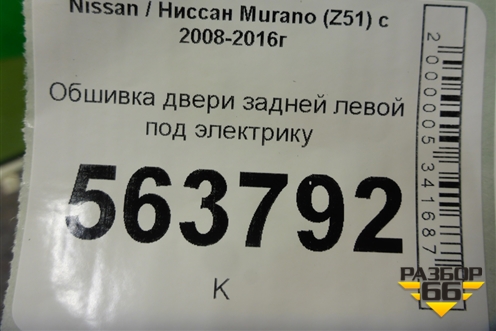 Nissan / Ниссан Murano (Z51) с
2008-2016г
Обшивка двери задней левой
под электрику
563792
К
2000005341687
РАЗБОР
66